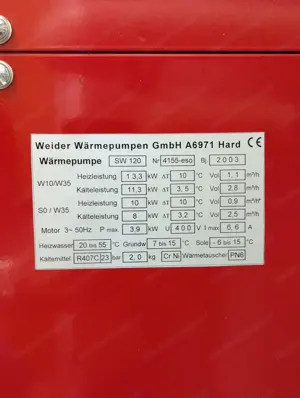 Weider Wärmepumpen GmbH A6971 Hard CE
Wärmepumpe SW 120 Nr 4155-eso Bj. 2003
W10/W35 Heizleistung 13,3 kW ΔT 10 °C Vol 1,1 m³/h
Kälteleistung 11,3 kW ΔT 3,5 °C Vol 2,8 m³/h
S0 / W35 Heizleistung 10 kW ΔT 10 °C Vol 0,9 m³/h
Kälteleistung 8 kW ΔT 3,2 °C Vol 2,5 m³/h
Motor 3~ 50Hz P max 3,9 kW U 400 V I max 6,6 A
Heizwasser 20 bis 55 °C Grundw 7 bis 15 °C Sole -6 bis 15 °C
Kältemittel R407C 23 bar 2,0 kg Cr Ni Wärmetauscher PN6